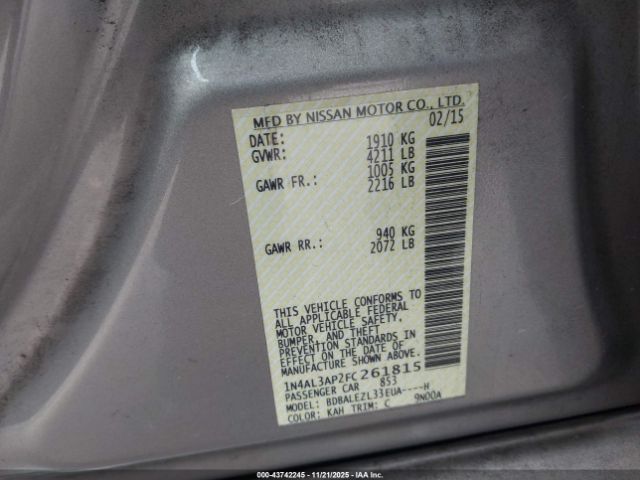 MFD BY NISSAN MOTOR CO., LTD.
DATE: 02/15
GVWR: 1910 KG
4211 LB
GAWR FR.: 1005 KG
2216 LB
GAWR RR.: 940 KG
2072 LB
THIS VEHICLE CONFORMS TO
ALL APPLICABLE FEDERAL
MOTOR VEHICLE SAFETY,
BUMPER, AND THEFT
PREVENTION STANDARDS
IN EFFECT ON THE DATE OF
MANUFACTURE SHOWN ABOVE.
1N4AL3AP2FC261815
PASSENGER CAR 853
MODEL: BDBALEZL33EUA----H
COLOR: KAH TRIM: C 9N00A
000-43742245 - 11/21/2025 - IAAI.COM